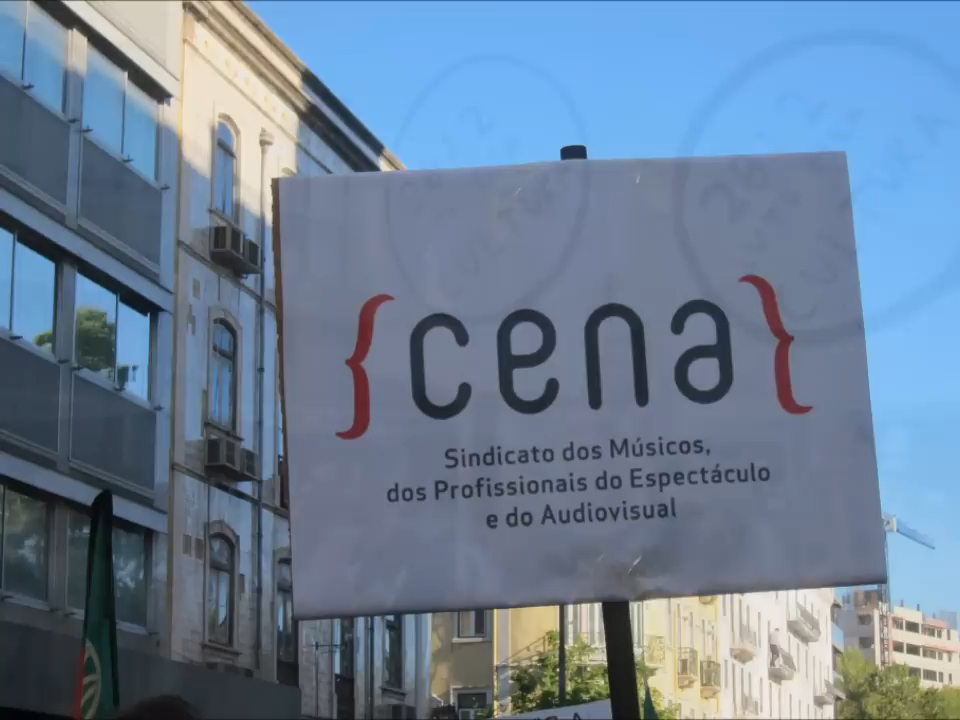 }cena{
Sindicato dos Músicos,
dos Profissionais do Espectáculo
e do Audiovisual